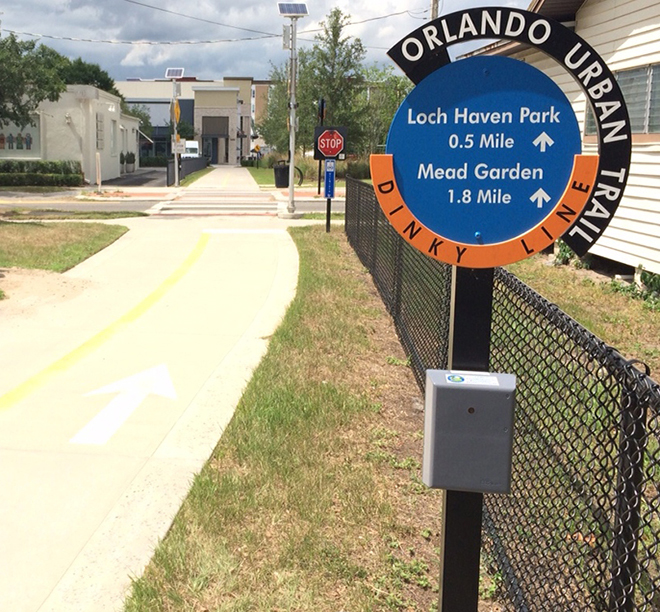 ORLANDO URBAN TRAIL
Loch Haven Park
0.5 Mile
Mead Garden
1.8 Mile
DINKY LINE
STOP